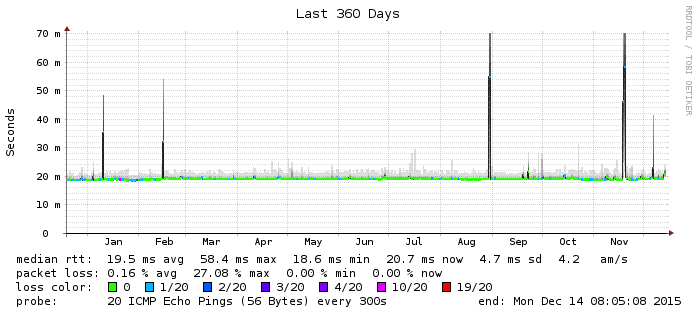 Last 360 Days
RRDTOOL / TOBI OETIKER
Seconds
70 m
60 m
50 m
40 m
30 m
20 m
10 m
0
Jan Feb Mar Apr May Jun Jul Aug Sep Oct Nov
median rtt: 19.5 ms avg 58.4 ms max 18.6 ms min 20.7 ms now 4.7 ms sd 4.2 am/s
packet loss: 0.16 % avg 27.08 % max 0.00 % min 0.00 % now
loss color: 0 1/20 2/20 3/20 4/20 10/20 19/20
probe: 20 ICMP Echo Pings (56 Bytes) every 300s end: Mon Dec 14 08:05:08 2015